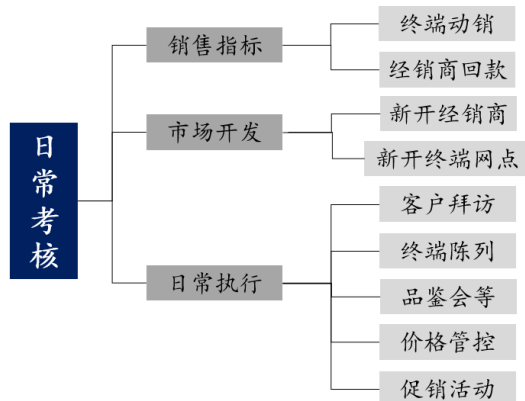 日常考核
销售指标
终端动销
经销商回款
市场开发
新开经销商
新开终端网点
日常执行
客户拜访
终端陈列
品鉴会等
价格管控
促销活动